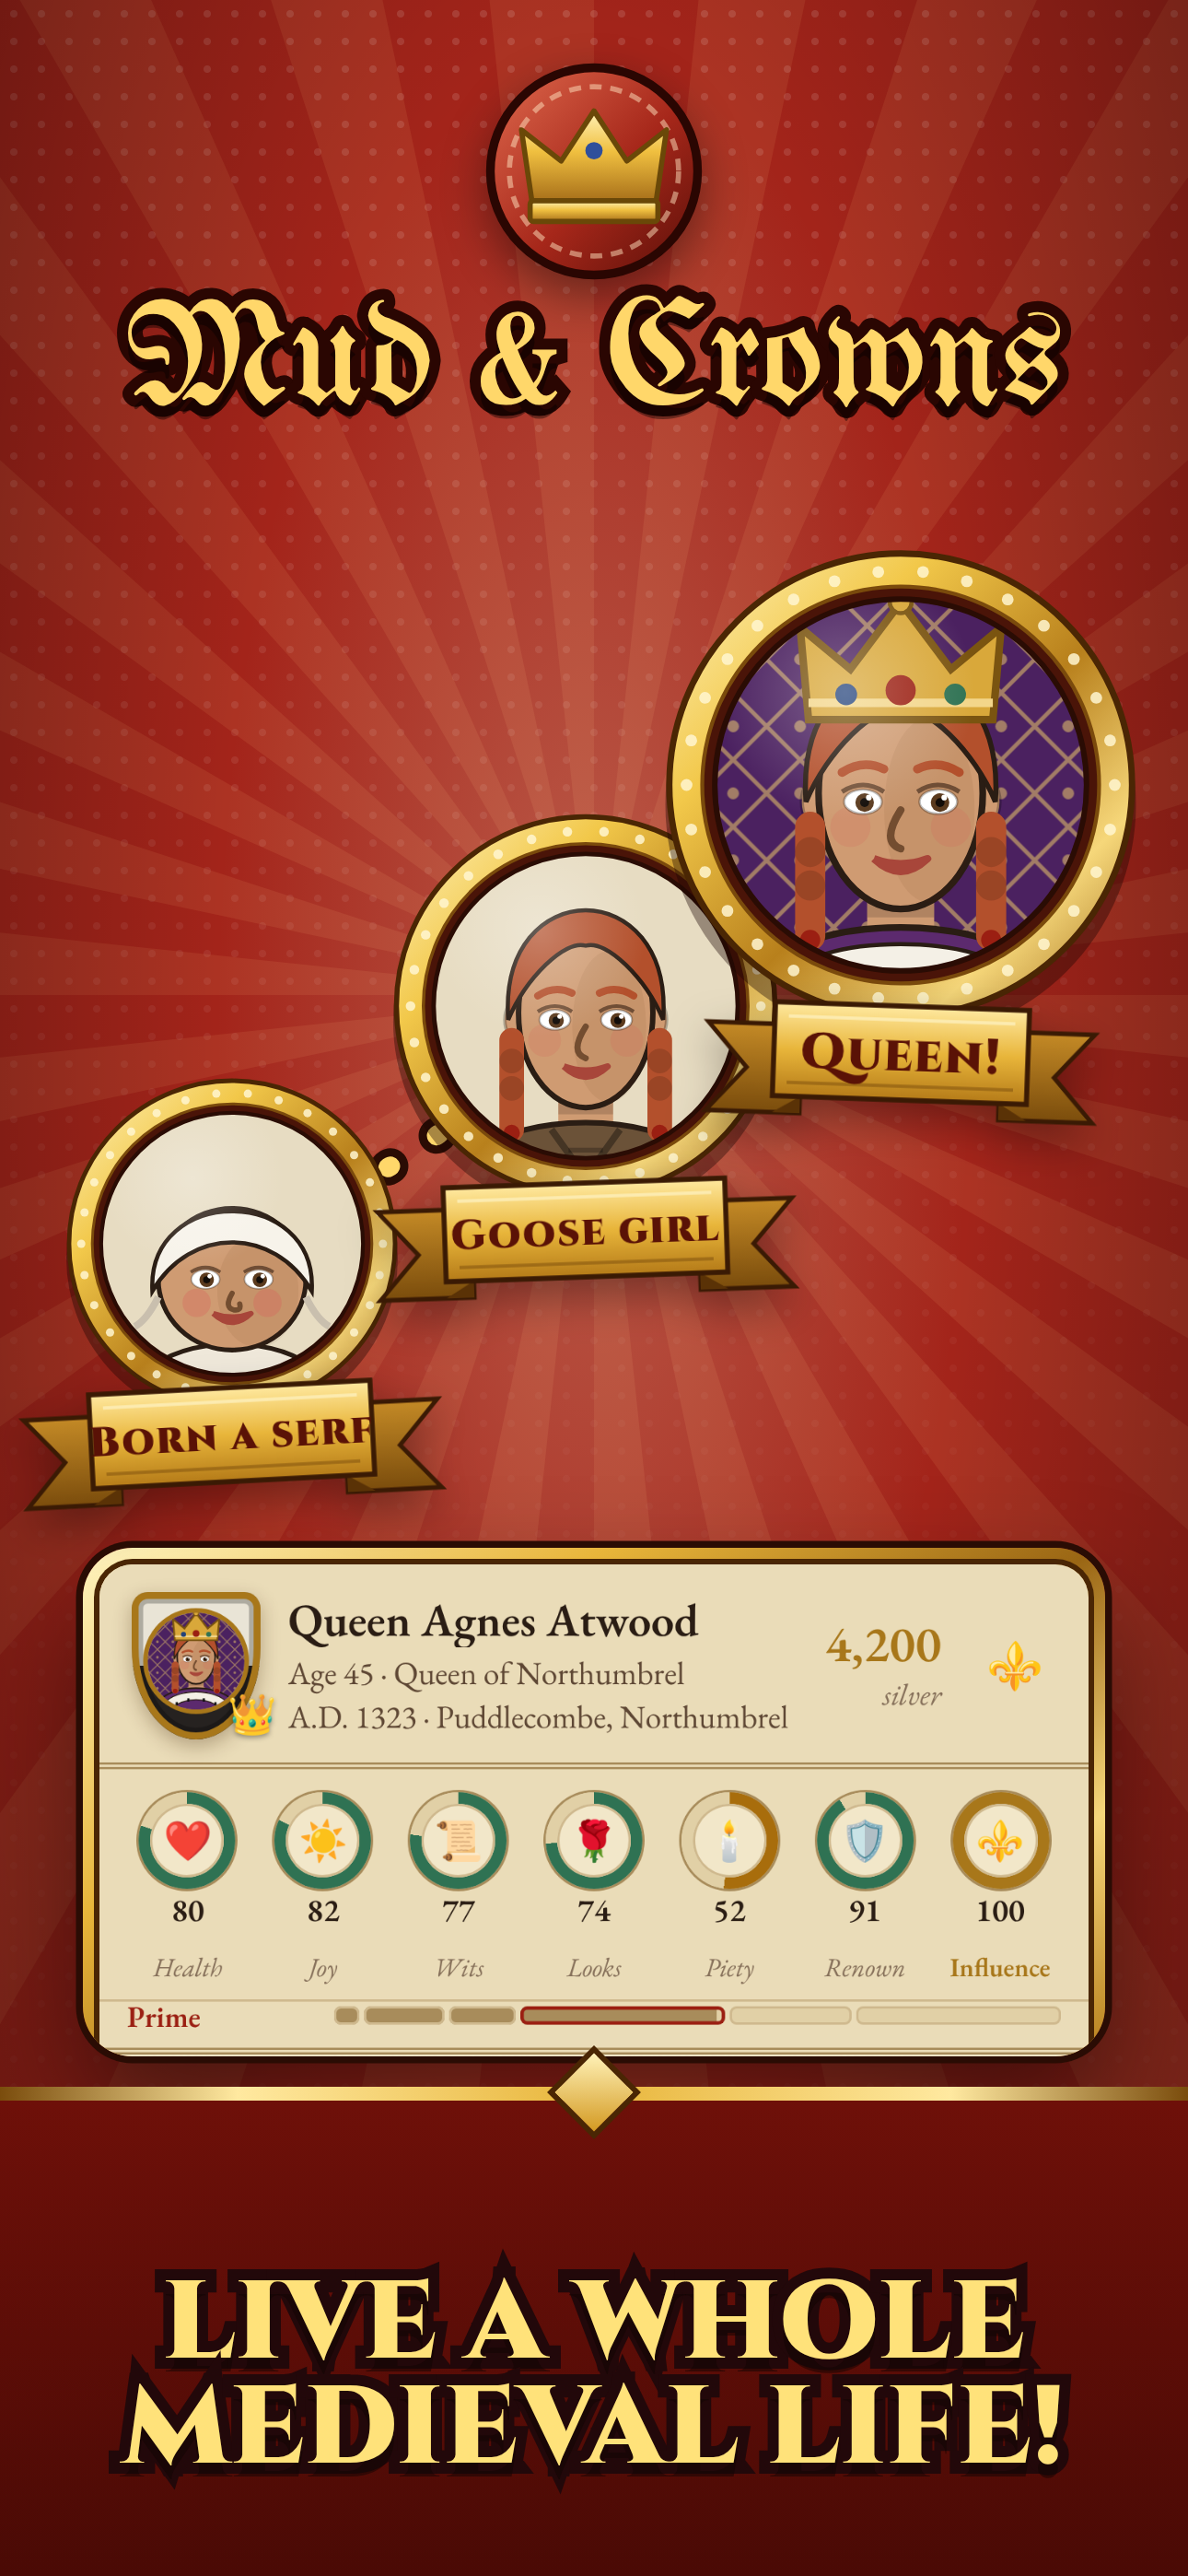 Mud & Crowns
QUEEN!
GOOSE GIRL
BORN A SERF
Queen Agnes Atwood
Age 45 · Queen of Northumbrel
A.D. 1323 · Puddlecombe, Northumbrel
4,200
silver
80 82 77 74 52 91 100
Health Joy Wits Looks Piety Renown Influence
Prime
LIVE A WHOLE
MEDIEVAL LIFE!